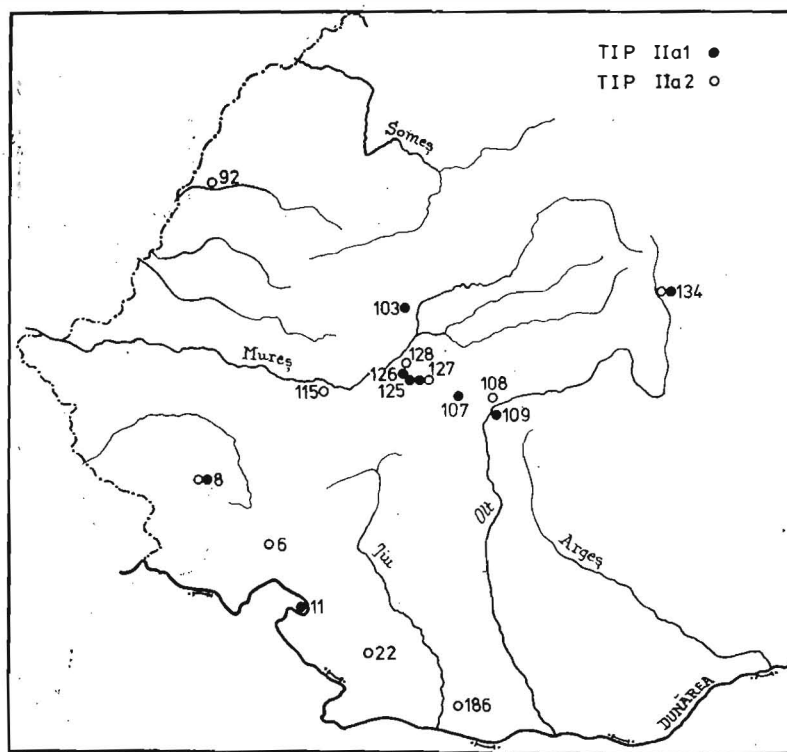 TIP IIa1
TIP IIa2
Someș
92
103
134
Mureș
128
126
127
125
115
108
107
109
8
Olt
Jiu
Argeș
6
11
22
186
DUNĂREA